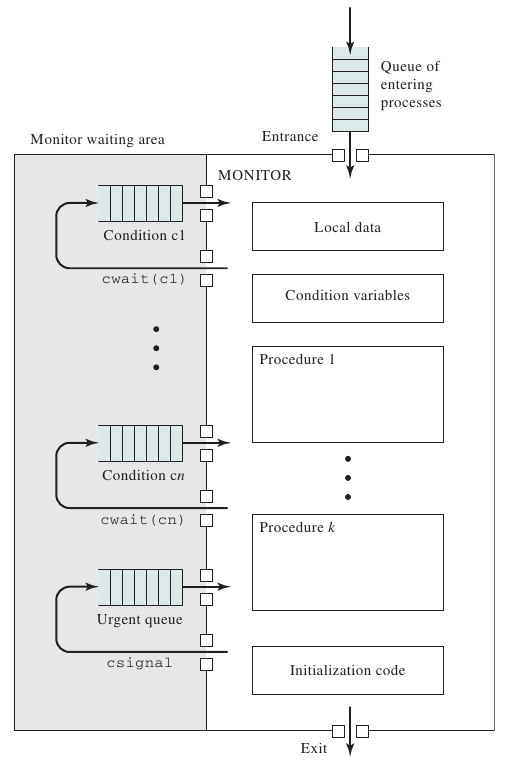 Queue of
entering
processes
Entrance
Monitor waiting area
MONITOR
Condition c1
cwait(c1)
Local data
Condition variables
Procedure 1
Condition cn
cwait(cn)
Procedure k
Urgent queue
csignal
Initialization code
Exit